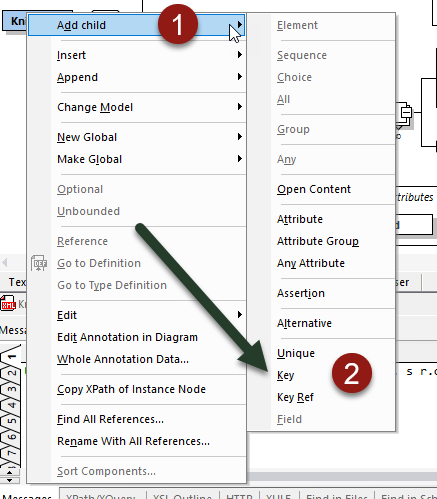 Kn
Add child
1
Insert
Append
Change Model
New Global
Make Global
Optional
Unbounded
Reference
Go to Definition
Go to Type Definition
Edit
Edit Annotation in Diagram
Whole Annotation Data...
Copy XPath of Instance Node
Find All References...
Rename With All References...
Sort Components...
Element
Sequence
Choice
All
Group
Any
Open Content
Attribute
Attribute Group
Any Attribute
Assertion
Alternative
Unique
Key
2
Key Ref
Field
ributes
d
Tex
ser
XML
Kn
Messa
1
2
3
4
5
6
7
s r.c
Messages
XPath/XQuery
XSL Outline
HTTP
XULE
Find in Files
Find in Sch